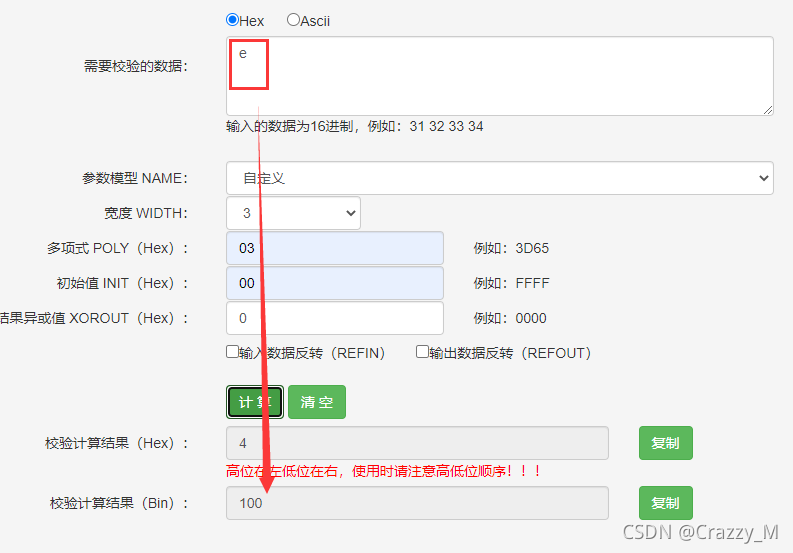 Hex Ascii
需要校验的数据： e
输入的数据为16进制，例如：31 32 33 34
参数模型 NAME： 自定义
宽度 WIDTH： 3
多项式 POLY（Hex）： 03 例如：3D65
初始值 INIT（Hex）： 00 例如：FFFF
结果异或值 XOROUT（Hex）： 0 例如：0000
输入数据反转（REFIN） 输出数据反转（REFOUT）
计算 清空
校验计算结果（Hex）： 4 复制
高位在左低位在右，使用时请注意高低位顺序！！！
校验计算结果（Bin）： 100 复制
CSDN @Crazzy_M